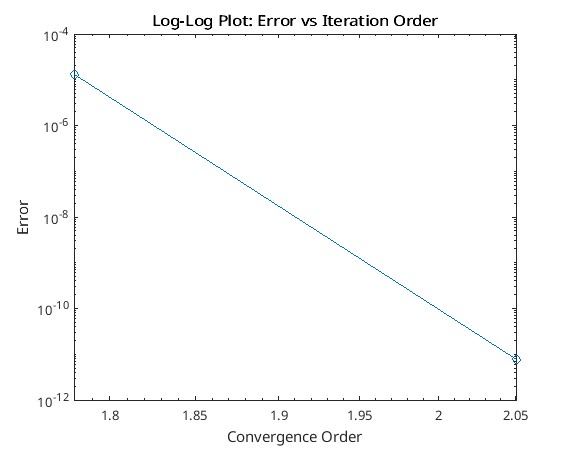 Log-Log Plot: Error vs Iteration Order
10-4
10-6
10-8
10-10
10-12
Error
1.8 1.85 1.9 1.95 2 2.05
Convergence Order